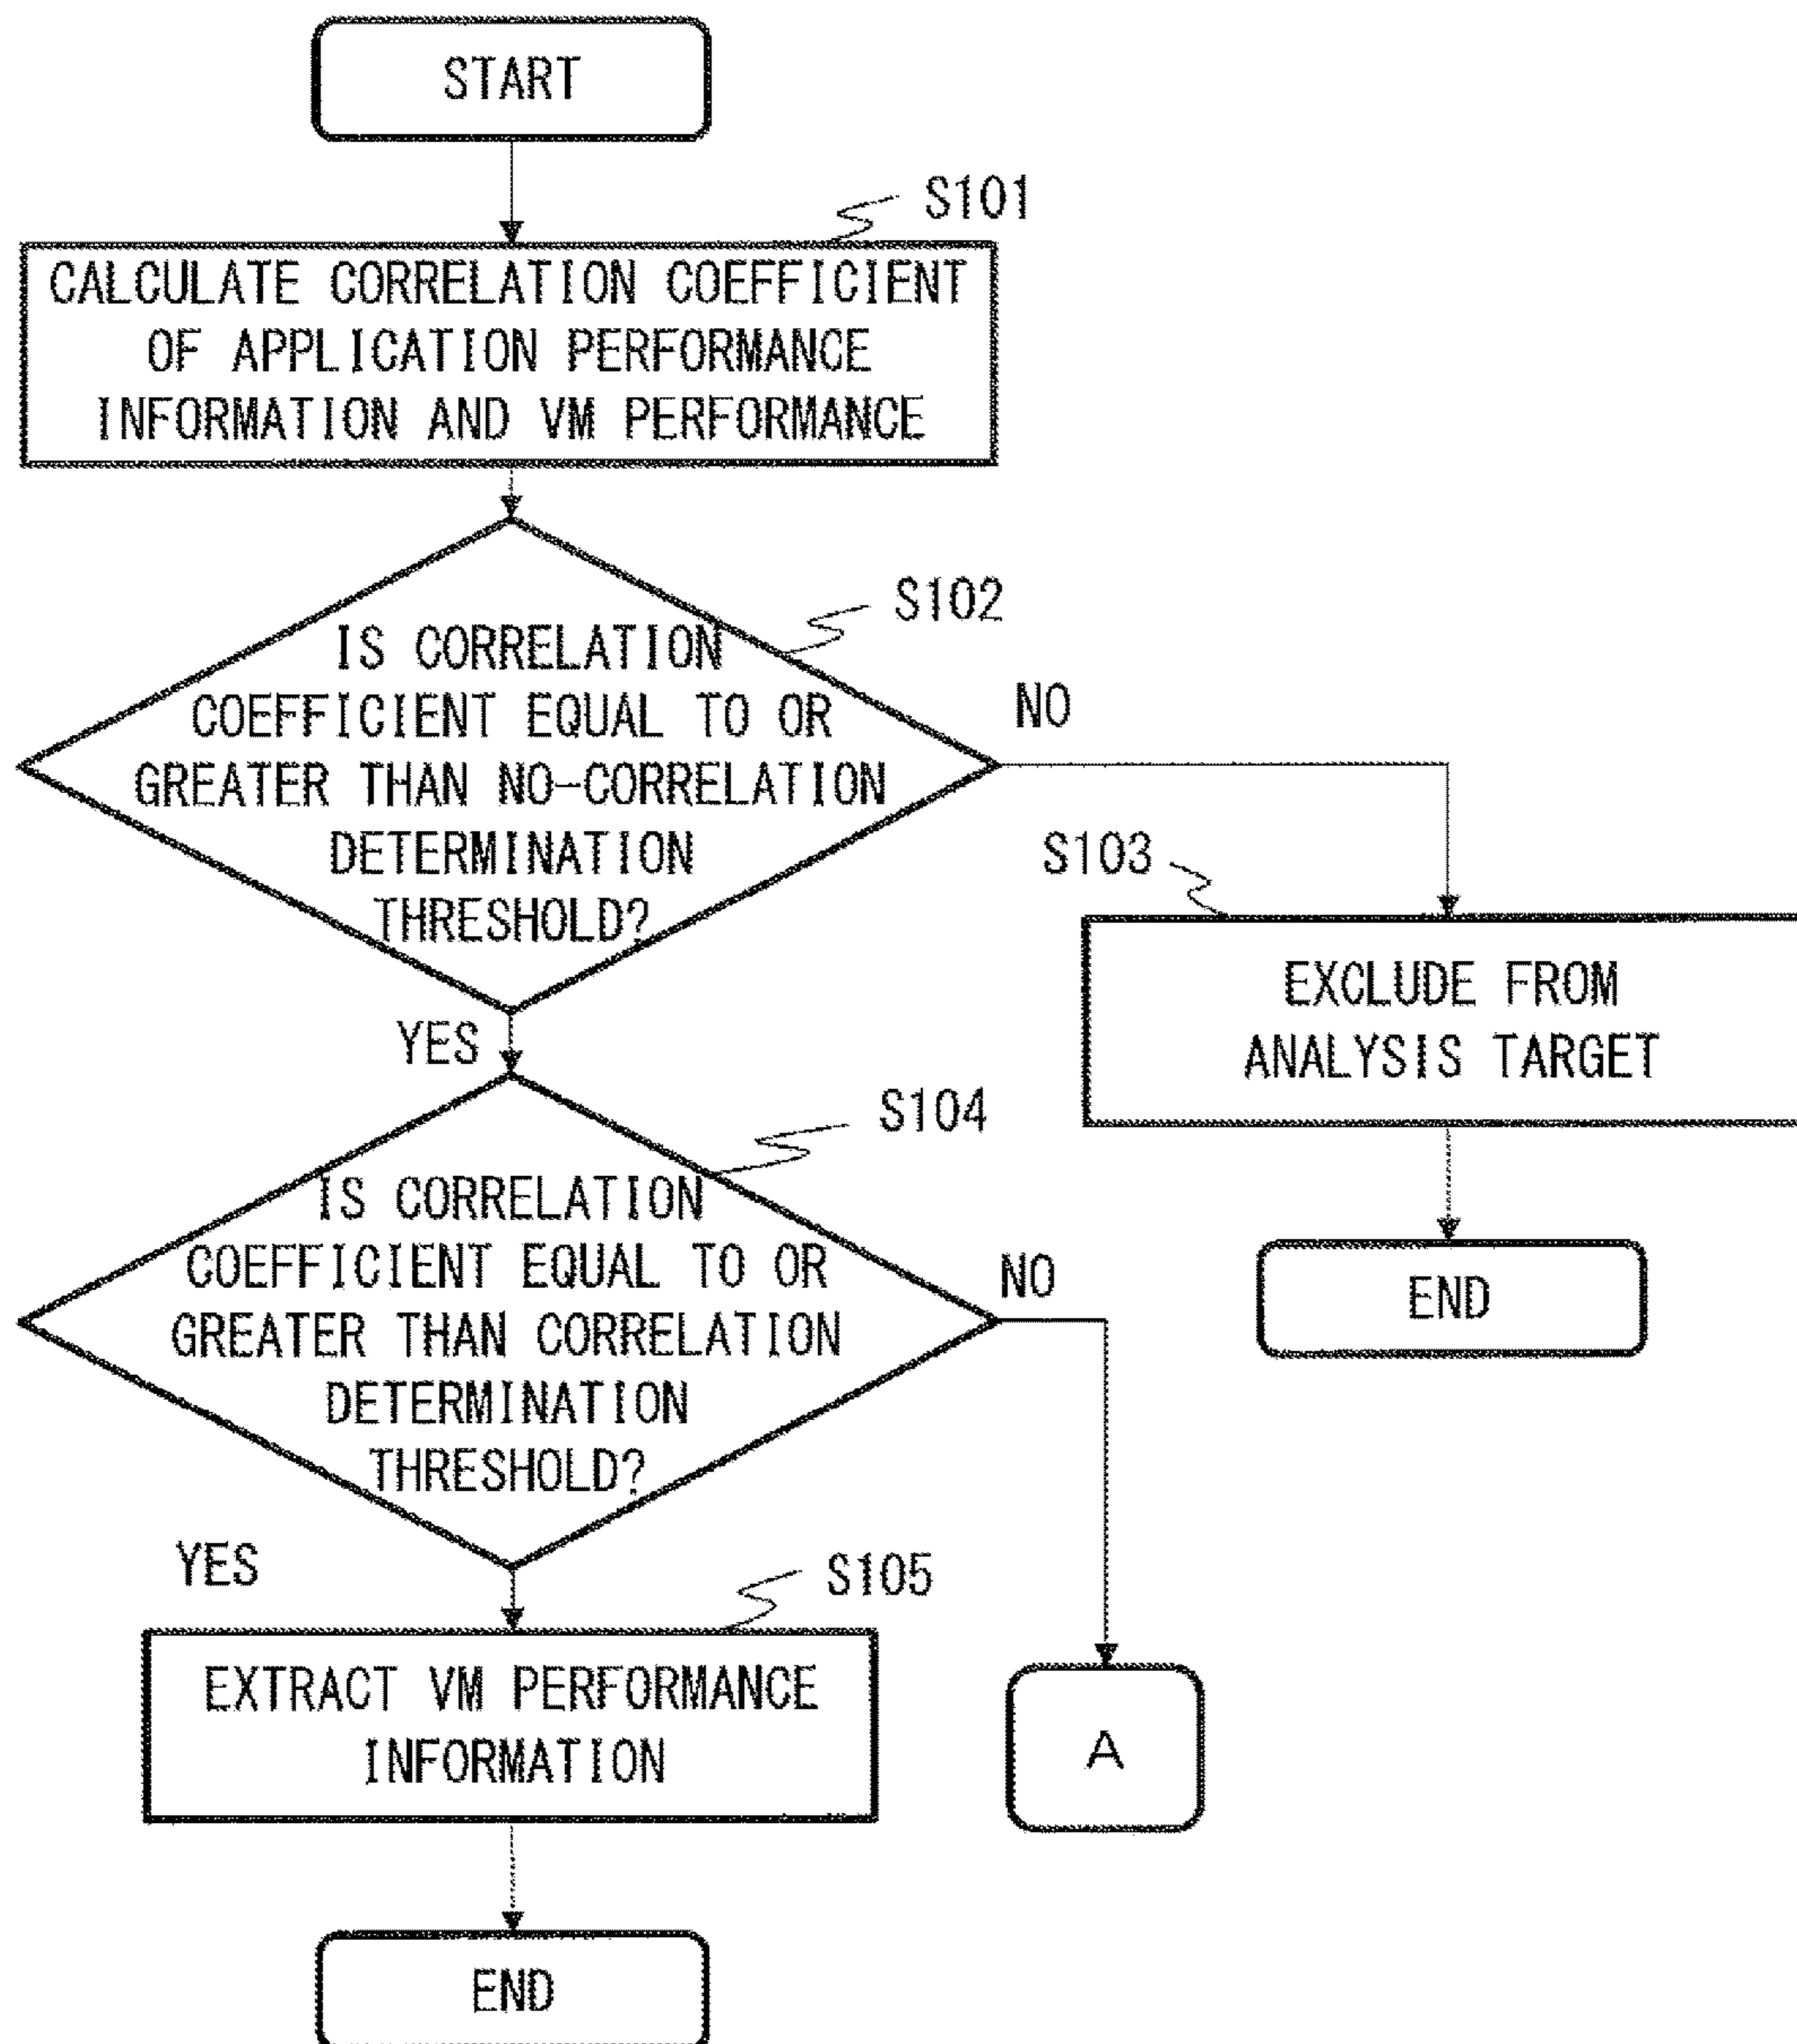 START
S101
CALCULATE CORRELATION COEFFICIENT
OF APPLICATION PERFORMANCE
INFORMATION AND VM PERFORMANCE
S102
IS CORRELATION
COEFFICIENT EQUAL TO OR
GREATER THAN NO-CORRELATION
DETERMINATION
THRESHOLD?
NO
S103
EXCLUDE FROM
ANALYSIS TARGET
END
YES
S104
IS CORRELATION
COEFFICIENT EQUAL TO OR
GREATER THAN CORRELATION
DETERMINATION
THRESHOLD?
NO
A
YES
S105
EXTRACT VM PERFORMANCE
INFORMATION
END